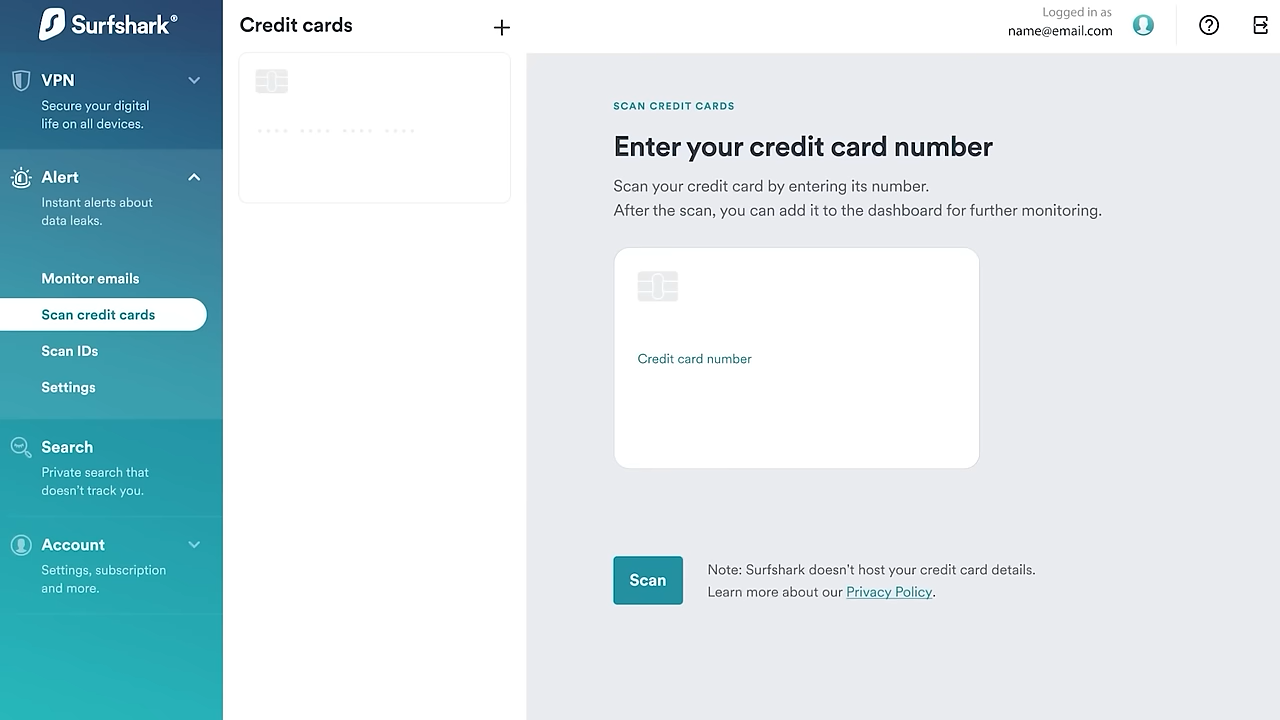 Surfshark®
VPN
Secure your digital
life on all devices.
Alert
Instant alerts about
data leaks.
Monitor emails
Scan credit cards
Scan IDs
Settings
Search
Private search that
doesn't track you.
Account
Settings, subscription
and more.
Credit cards
Logged in as
name@email.com
SCAN CREDIT CARDS
Enter your credit card number
Scan your credit card by entering its number.
After the scan, you can add it to the dashboard for further monitoring.
Credit card number
Scan
Note: Surfshark doesn't host your credit card details.
Learn more about our Privacy Policy.